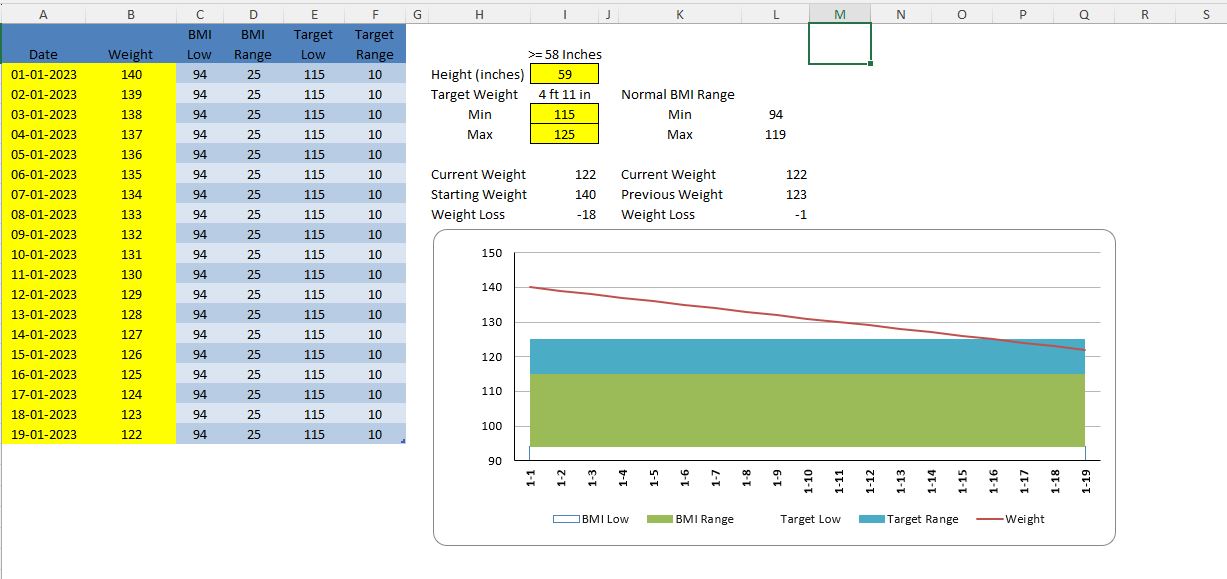 A B C D E F G H I J K L M N O P Q R S
BMI BMI Target Target
Date Weight Low Range Low Range >= 58 Inches
01-01-2023 140 94 25 115 10 Height (inches) 59
02-01-2023 139 94 25 115 10 Target Weight 4 ft 11 in Normal BMI Range
03-01-2023 138 94 25 115 10 Min 115 Min 94
04-01-2023 137 94 25 115 10 Max 125 Max 119
05-01-2023 136 94 25 115 10
06-01-2023 135 94 25 115 10 Current Weight 122 Current Weight 122
07-01-2023 134 94 25 115 10 Starting Weight 140 Previous Weight 123
08-01-2023 133 94 25 115 10 Weight Loss -18 Weight Loss -1
09-01-2023 132 94 25 115 10
10-01-2023 131 94 25 115 10
11-01-2023 130 94 25 115 10
12-01-2023 129 94 25 115 10
13-01-2023 128 94 25 115 10
14-01-2023 127 94 25 115 10
15-01-2023 126 94 25 115 10
16-01-2023 125 94 25 115 10
17-01-2023 124 94 25 115 10
18-01-2023 123 94 25 115 10
19-01-2023 122 94 25 115 10
150
140
130
120
110
100
90
1-1 1-2 1-3 1-4 1-5 1-6 1-7 1-8 1-9 1-10 1-11 1-12 1-13 1-14 1-15 1-16 1-17 1-18 1-19
BMI Low BMI Range Target Low Target Range Weight